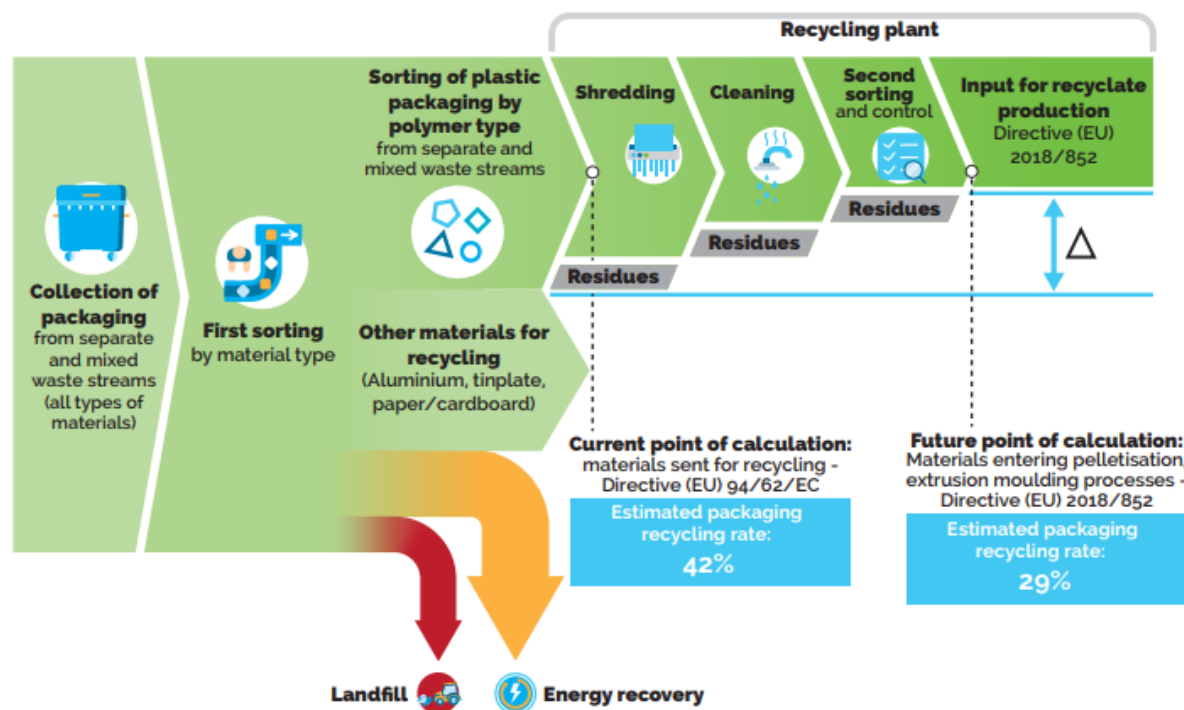 Recycling plant
Collection of
packaging
from separate
and mixed
waste streams
(all types of
materials)
First sorting
by material type
Sorting of plastic
packaging by
polymer type
from separate and
mixed waste streams
Other materials for
recycling
(Aluminium, tinplate,
paper/cardboard)
Shredding
Residues
Cleaning
Residues
Second
sorting
and control
Residues
Input for recyclate
production
Directive (EU)
2018/852
Δ
Current point of calculation:
materials sent for recycling -
Directive (EU) 94/62/EC
Estimated packaging
recycling rate:
42%
Future point of calculation:
Materials entering pelletisation,
extrusion moulding processes -
Directive (EU) 2018/852
Estimated packaging
recycling rate:
29%
Landfill
Energy recovery